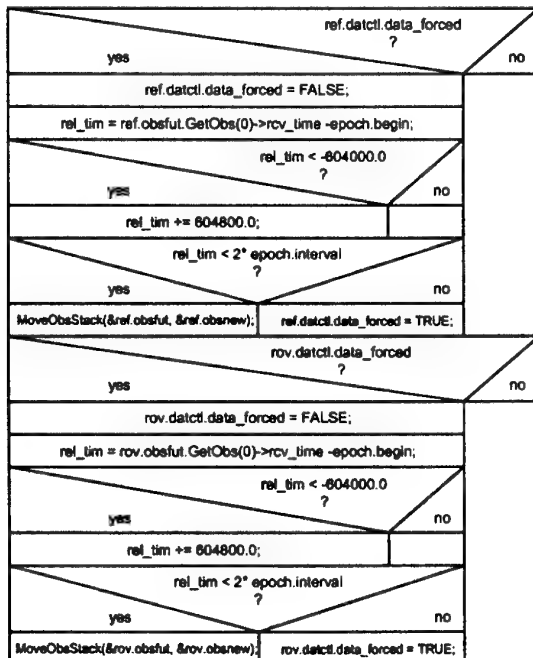 ref.datctl.data_forced
?
yes
no
ref.datctl.data_forced = FALSE;
rel_tim = ref.obsfut.GetObs(0)->rcv_time -epoch.begin;
rel_tim < -604000.0
?
yes
no
rel_tim += 604800.0;
rel_tim < 2* epoch.interval
?
yes
no
MoveObsStack(&ref.obsfut, &ref.obsnew);
ref.datctl.data_forced = TRUE;
rov.datctl.data_forced
?
yes
no
rov.datctl.data_forced = FALSE;
rel_tim = rov.obsfut.GetObs(0)->rcv_time -epoch.begin;
rel_tim < -604000.0
?
yes
no
rel_tim += 604800.0;
rel_tim < 2* epoch.interval
?
yes
no
MoveObsStack(&rov.obsfut, &rov.obsnew);
rov.datctl.data_forced = TRUE;